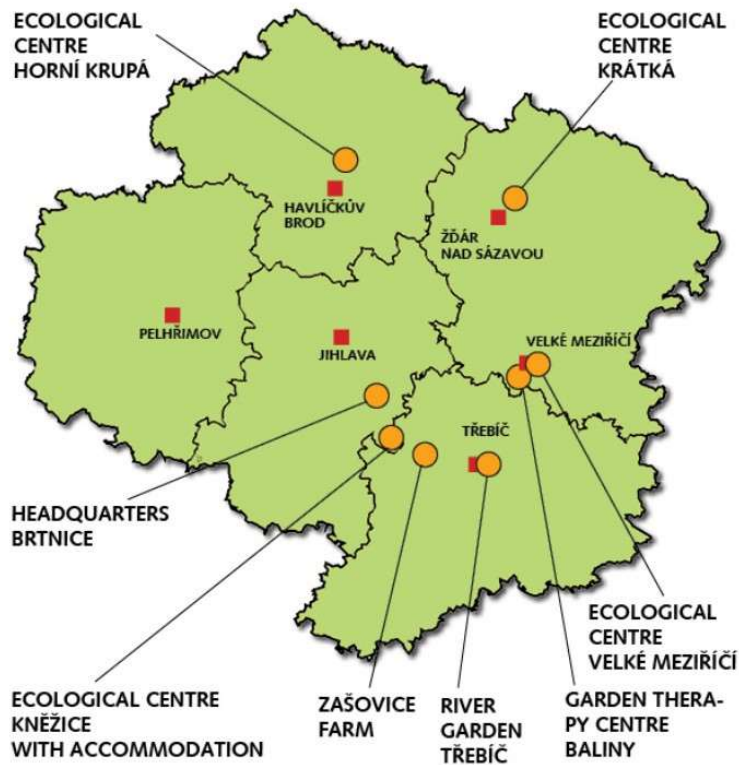 ECOLOGICAL
CENTRE
HORNÍ KRUPÁ
ECOLOGICAL
CENTRE
KRÁTKÁ
HAVLÍČKŮV
BROD
ŽĎÁR
NAD SÁZAVOU
PELHŘIMOV
JIHLAVA
VELKÉ MEZIŘÍČÍ
TŘEBÍČ
HEADQUARTERS
BRTNICE
ECOLOGICAL
CENTRE
VELKÉ MEZIŘÍČÍ
ECOLOGICAL CENTRE
KNĚŽICE
WITH ACCOMMODATION
ZAŠOVICE
FARM
RIVER
GARDEN
TŘEBÍČ
GARDEN THERA-
PY CENTRE
BALINY